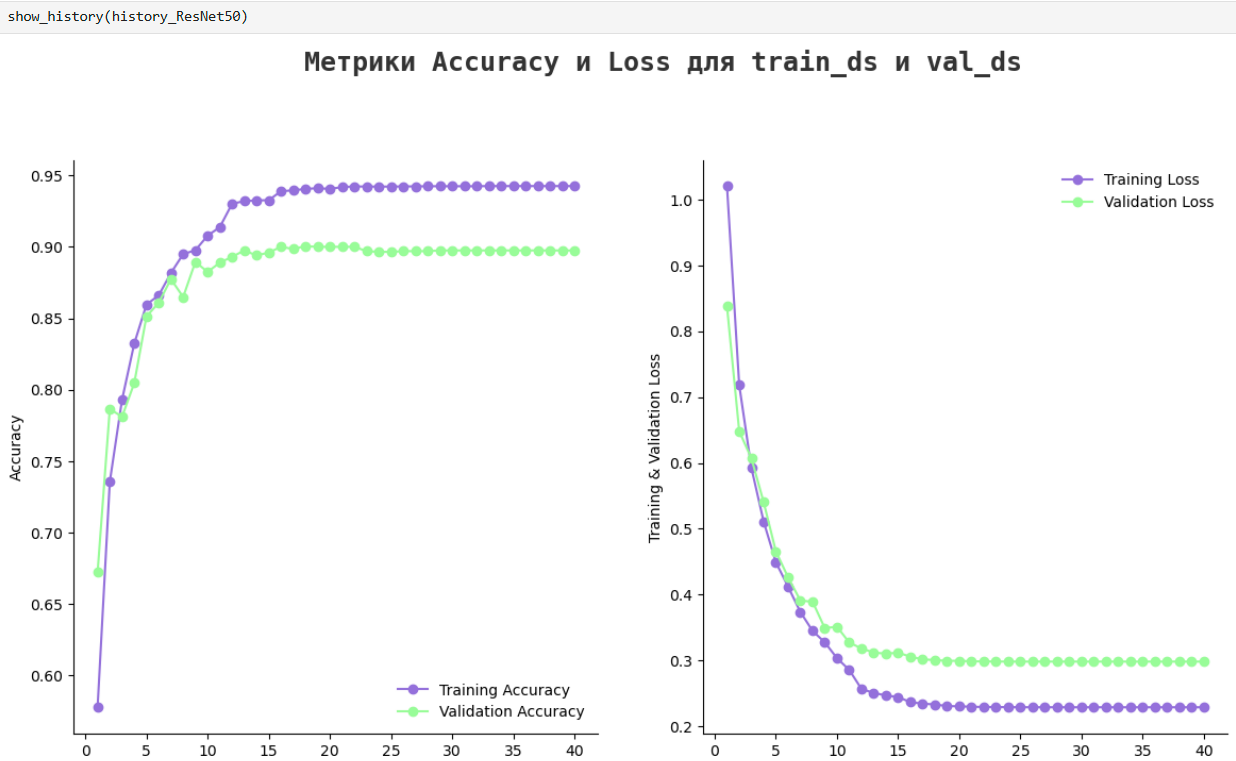 show_history(history_ResNet50)
Метрики Accuracy и Loss для train_ds и val_ds
0.95
0.90
0.85
0.80
0.75
0.70
0.65
0.60
Accuracy
Training Accuracy
Validation Accuracy
0 5 10 15 20 25 30 35 40
Training Loss
Validation Loss
1.0
0.9
0.8
0.7
0.6
0.5
0.4
0.3
0.2
Training & Validation Loss
0 5 10 15 20 25 30 35 40